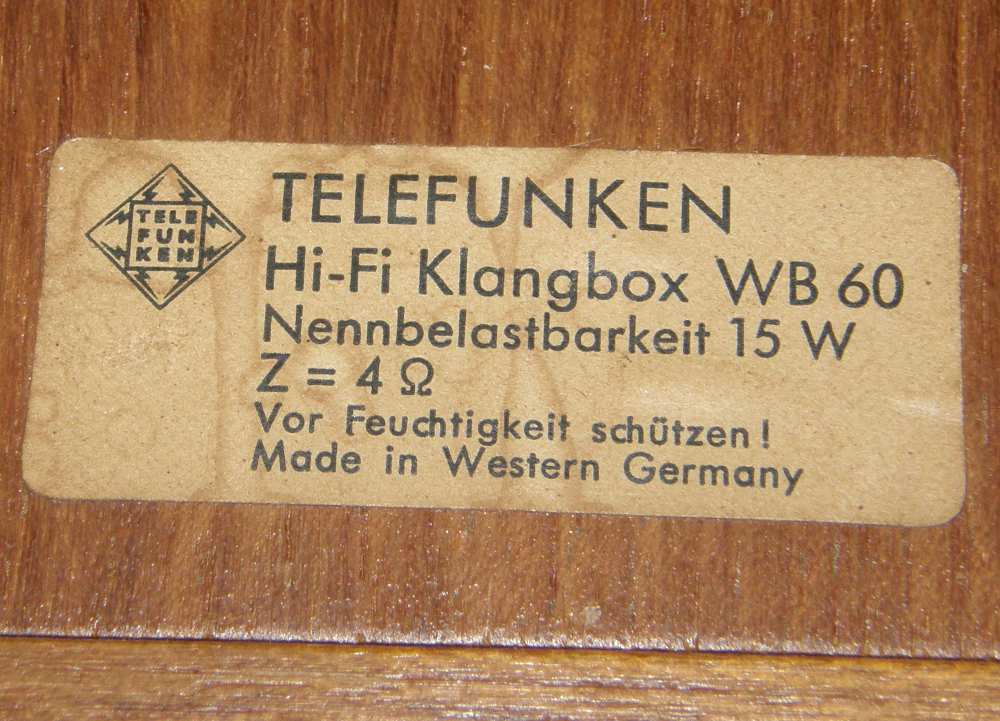 TELE
FUN
KEN
TELEFUNKEN
Hi-Fi Klangbox WB 60
Nennbelastbarkeit 15 W
Z = 4 Ω
Vor Feuchtigkeit schützen!
Made in Western Germany